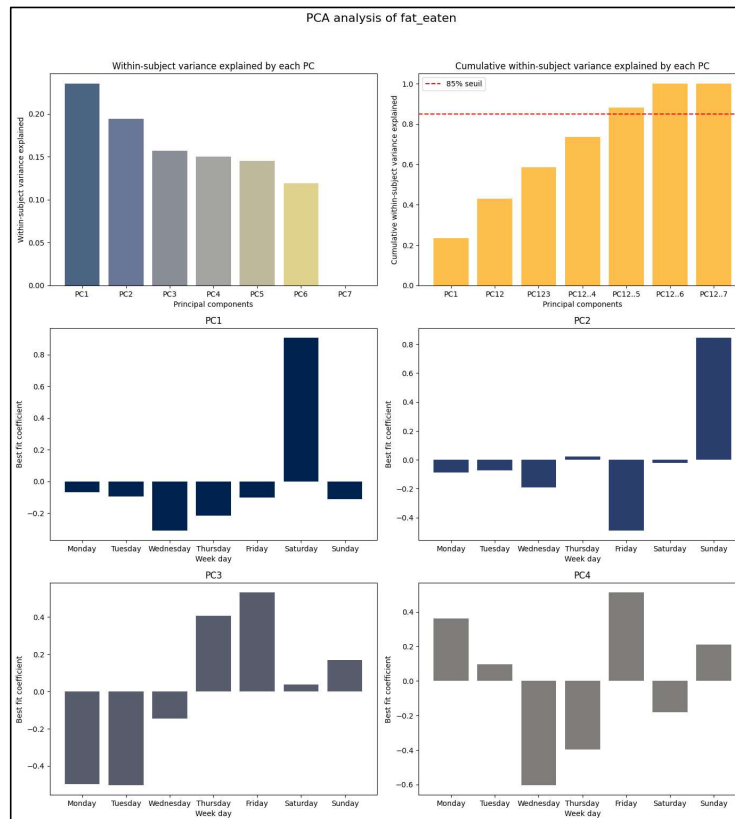 PCA analysis of fat_eaten
Within-subject variance explained by each PC
Within-subject variance explained
0.20
0.15
0.10
0.05
0.00
PC1 PC2 PC3 PC4 PC5 PC6 PC7
Principal components
Cumulative within-subject variance explained by each PC
Cumulative within-subject variance explained
1.0
0.8
0.6
0.4
0.2
0.0
85% seuil
PC1 PC12 PC123 PC12..4 PC12..5 PC12..6 PC12..7
Principal components
PC1
Best fit coefficient
0.8
0.6
0.4
0.2
0.0
−0.2
Monday Tuesday Wednesday Thursday Friday Saturday Sunday
Week day
PC2
Best fit coefficient
0.8
0.6
0.4
0.2
0.0
−0.2
−0.4
Monday Tuesday Wednesday Thursday Friday Saturday Sunday
Week day
PC3
Best fit coefficient
0.4
0.2
0.0
−0.2
−0.4
Monday Tuesday Wednesday Thursday Friday Saturday Sunday
Week day
PC4
Best fit coefficient
0.4
0.2
0.0
−0.2
−0.4
−0.6
Monday Tuesday Wednesday Thursday Friday Saturday Sunday
Week day